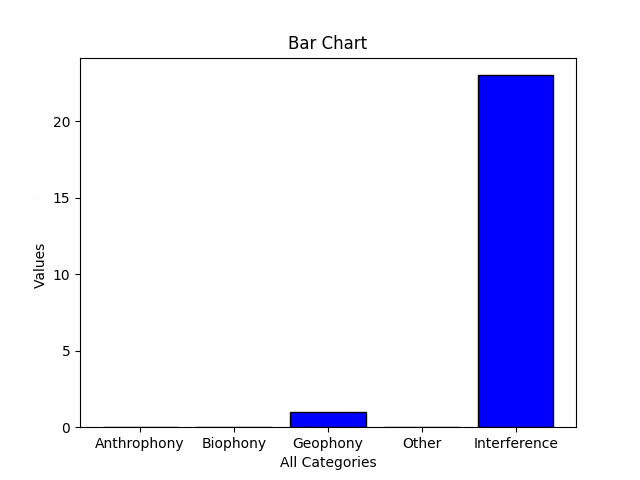 Bar Chart
Values
20
15
10
5
0
Anthrophony Biophony Geophony Other Interference
All Categories